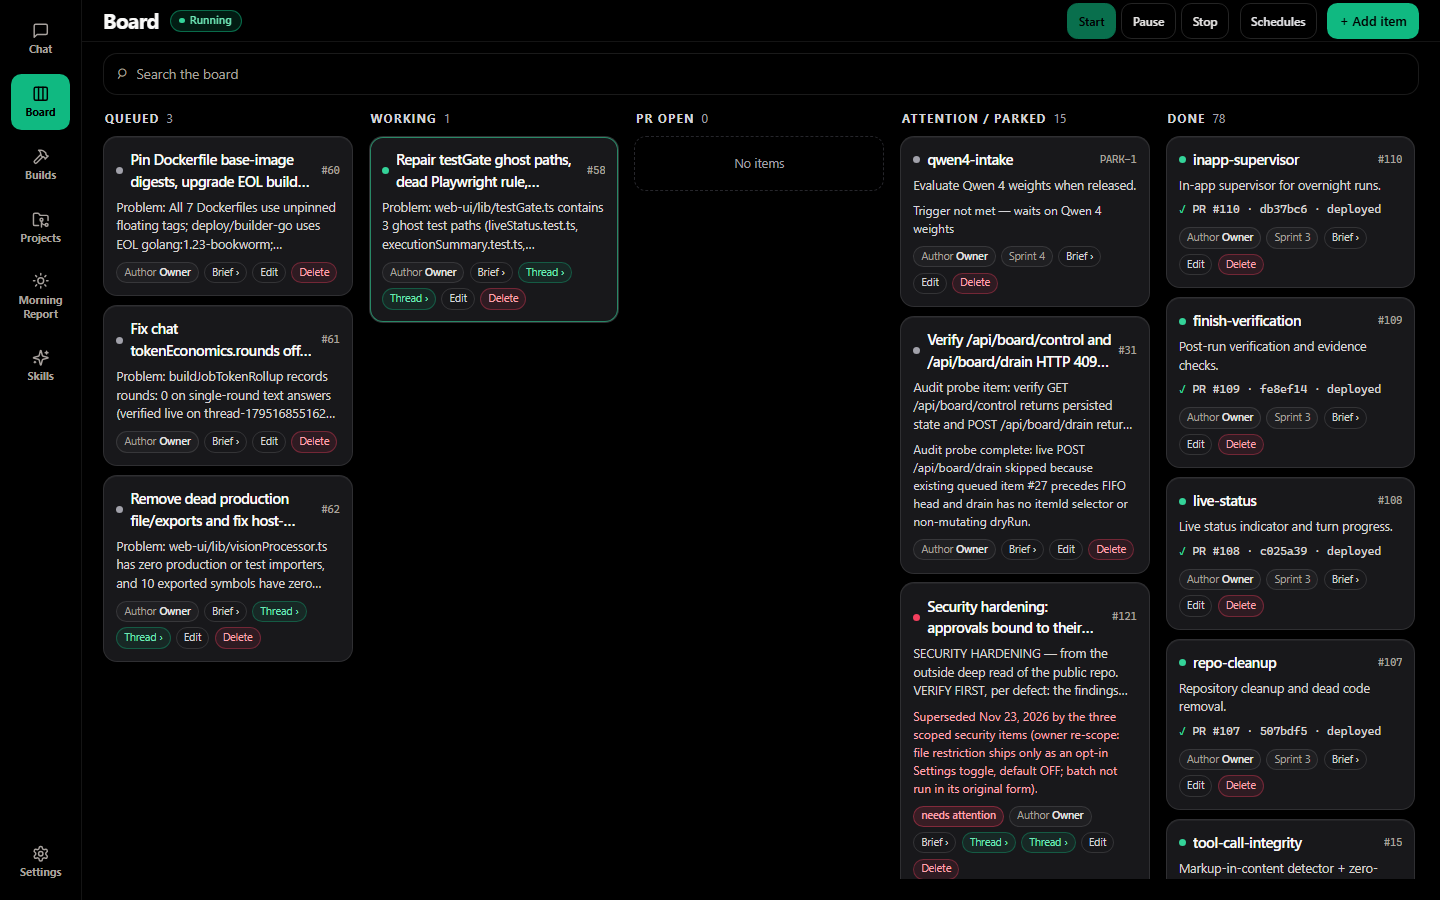 Chat
Board
Builds
Projects
Morning
Report
Skills
Settings
Board
Running
Start
Pause
Stop
Schedules
+ Add item
Search the board
QUEUED 3
Pin Dockerfile base-image
digests, upgrade EOL build...
#60
Problem: All 7 Dockerfiles use unpinned
floating tags; deploy/builder-go uses
EOL golang:1.23-bookworm;...
Author Owner
Brief ›
Edit
Delete
Fix chat
tokenEconomics.rounds off...
#61
Problem: buildJobTokenRollup records
rounds: 0 on single-round text answers
(verified live on thread-179516855162...
Author Owner
Brief ›
Edit
Delete
Remove dead production
file/exports and fix host-...
#62
Problem: web-ui/lib/visionProcessor.ts
has zero production or test importers,
and 10 exported symbols have zero...
Author Owner
Brief ›
Thread ›
Thread ›
Edit
Delete
WORKING 1
Repair testGate ghost paths,
dead Playwright rule,...
#58
Problem: web-ui/lib/testGate.ts contains
3 ghost test paths (liveStatus.test.ts,
executionSummary.test.ts,...
Author Owner
Brief ›
Thread ›
Thread ›
Edit
Delete
PR OPEN 0
No items
ATTENTION / PARKED 15
qwen4-intake
PARK-1
Evaluate Qwen 4 weights when released.
Trigger not met — waits on Qwen 4
weights
Author Owner
Sprint 4
Brief ›
Edit
Delete
Verify /api/board/control and
/api/board/drain HTTP 409...
#31
Audit probe item: verify GET
/api/board/control returns persisted
state and POST /api/board/drain retur...
Audit probe complete: live POST
/api/board/drain skipped because
existing queued item #27 precedes FIFO
head and drain has no itemId selector or
non-mutating dryRun.
Author Owner
Brief ›
Edit
Delete
Security hardening:
approvals bound to their...
#121
SECURITY HARDENING — from the
outside deep read of the public repo.
VERIFY FIRST, per defect: the findings...
Superseded Nov 23, 2026 by the three
scoped security items (owner re-scope:
file restriction ships only as an opt-in
Settings toggle, default OFF; batch not
run in its original form).
needs attention
Author Owner
Brief ›
Thread ›
Thread ›
Edit
Delete
DONE 78
inapp-supervisor
#110
In-app supervisor for overnight runs.
✓ PR #110 · db37bc6 · deployed
Author Owner
Sprint 3
Brief ›
Edit
Delete
finish-verification
#109
Post-run verification and evidence
checks.
✓ PR #109 · fe8ef14 · deployed
Author Owner
Sprint 3
Brief ›
Edit
Delete
live-status
#108
Live status indicator and turn progress.
✓ PR #108 · c025a39 · deployed
Author Owner
Sprint 3
Brief ›
Edit
Delete
repo-cleanup
#107
Repository cleanup and dead code
removal.
✓ PR #107 · 507bdf5 · deployed
Author Owner
Sprint 3
Brief ›
Edit
Delete
tool-call-integrity
#15
Markup-in-content detector + zero-